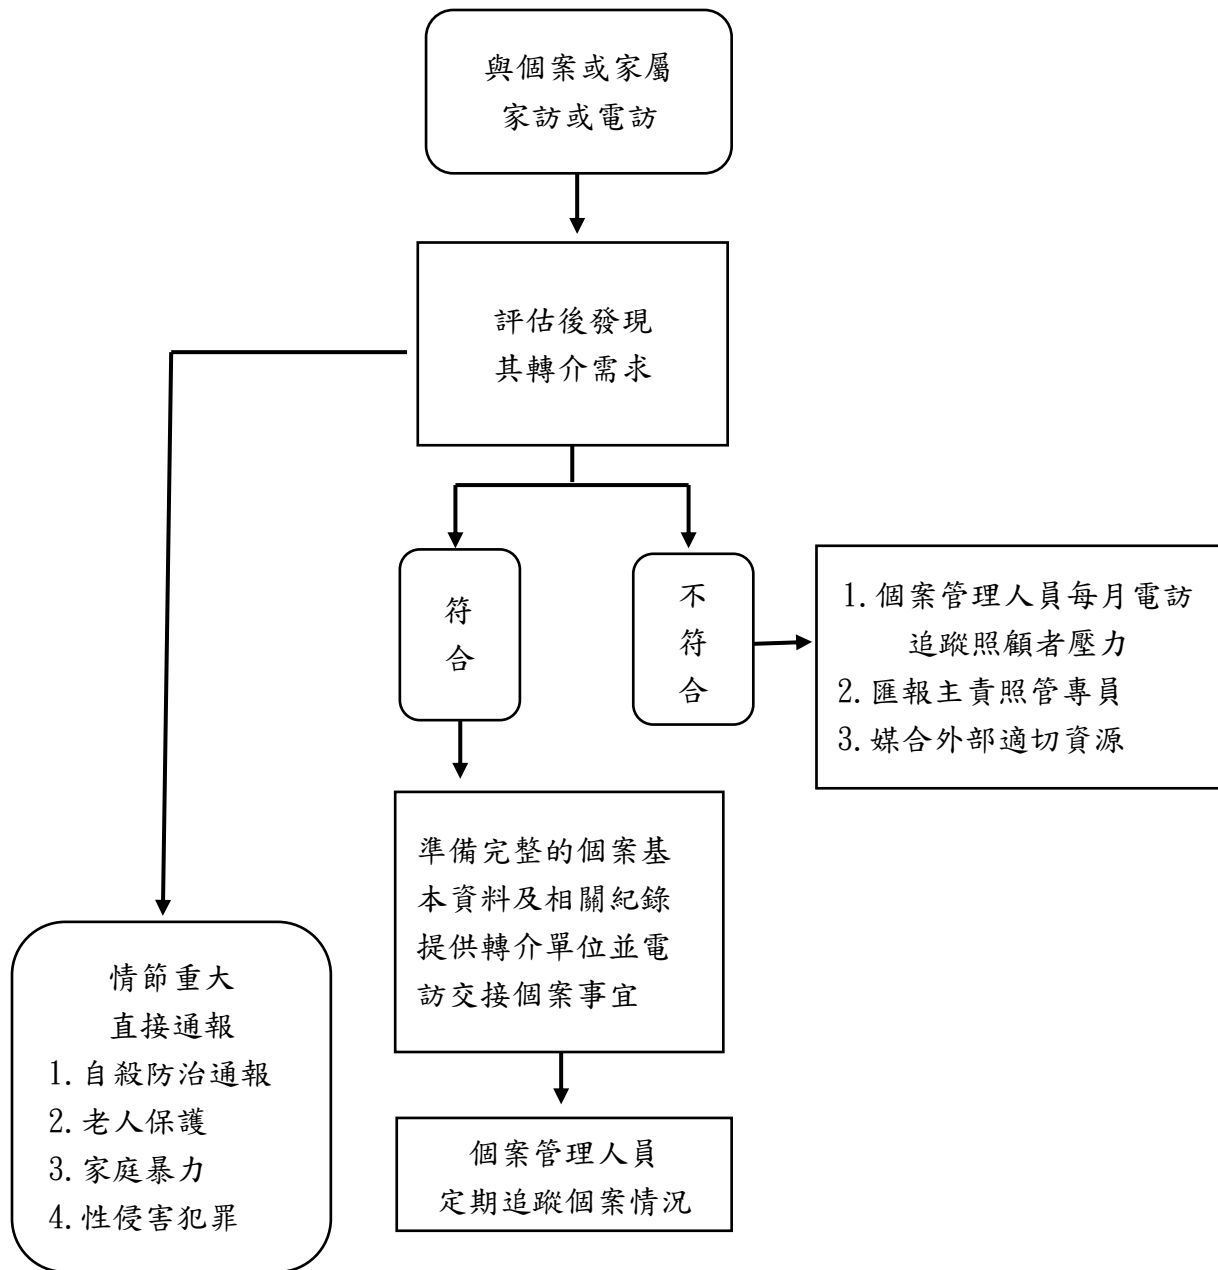 與個案或家屬
家訪或電訪
評估後發現
其轉介需求
符
合
不
符
合
1.個案管理人員每月電訪
追蹤照顧者壓力
2.匯報主責照管專員
3.媒合外部適切資源
準備完整的個案基
本資料及相關紀錄
提供轉介單位並電
訪交接個案事宜
情節重大
直接通報
1.自殺防治通報
2.老人保護
3.家庭暴力
4.性侵害犯罪
個案管理人員
定期追蹤個案情況